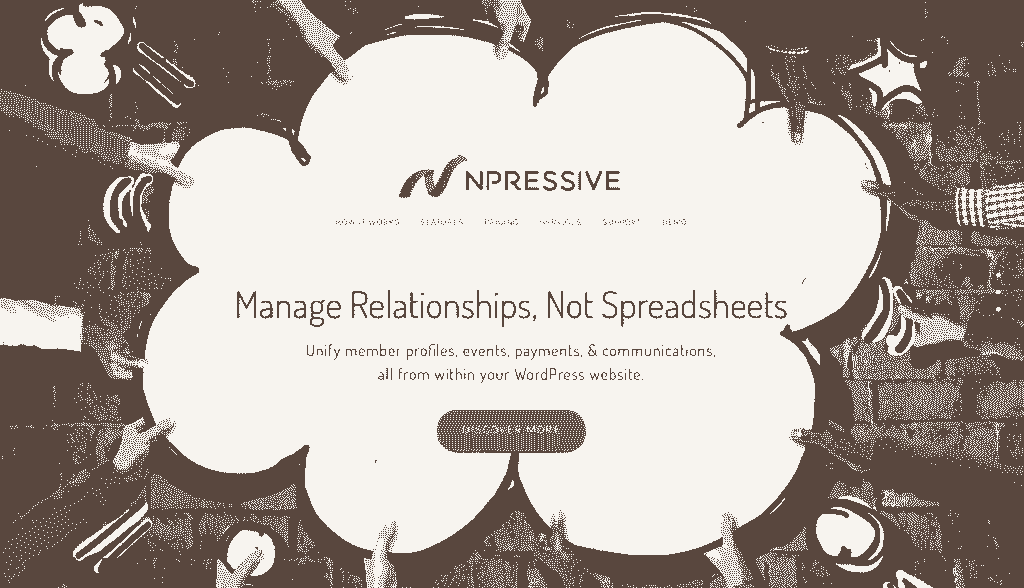 NPRESSIVE
HOW IT WORKS FEATURES PRICING SERVICES SUPPORT DEMO
Manage Relationships, Not Spreadsheets
Unify member profiles, events, payments, & communications,
all from within your WordPress website.
DISCOVER MORE